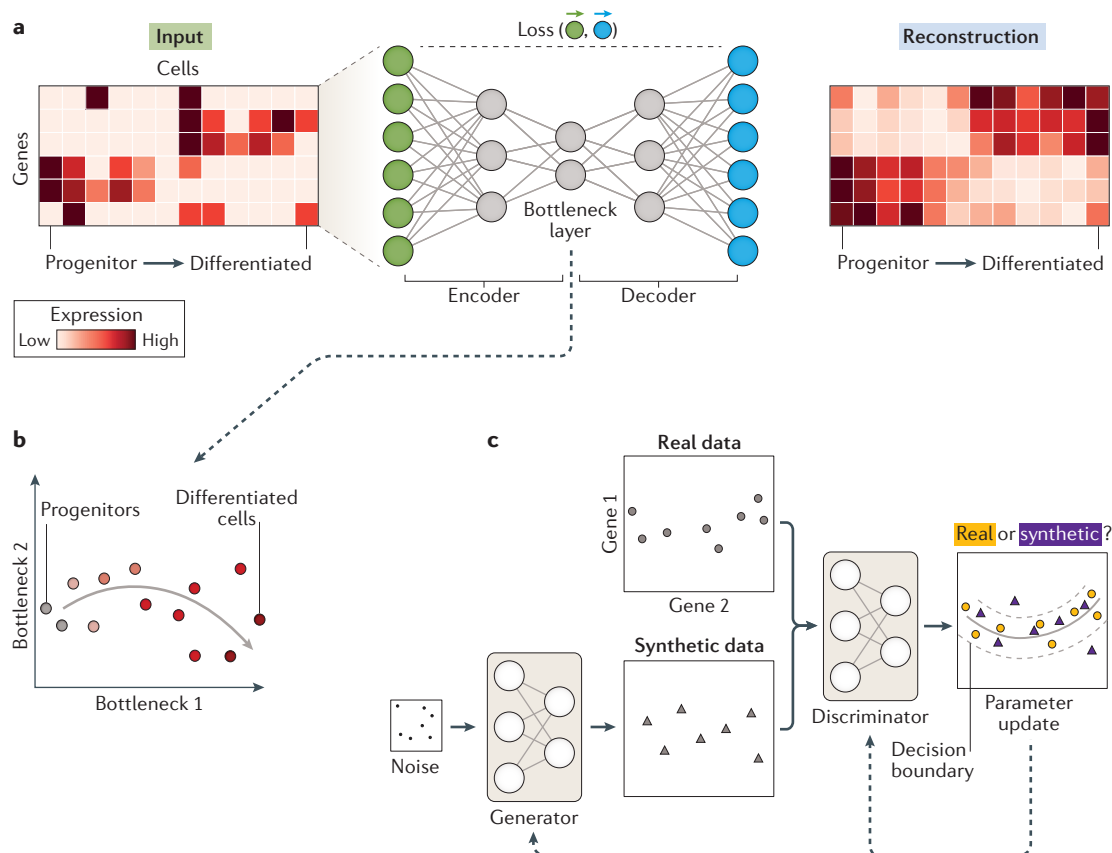 a
Input
Cells
Genes
Progenitor
Differentiated
Expression
Low
High
Loss ( , )
Bottleneck
layer
Encoder
Decoder
Reconstruction
Progenitor
Differentiated
b
Progenitors
Differentiated
cells
Bottleneck 2
Bottleneck 1
c
Real data
Gene 1
Gene 2
Synthetic data
Noise
Generator
Discriminator
Real or synthetic?
Decision
boundary
Parameter
update